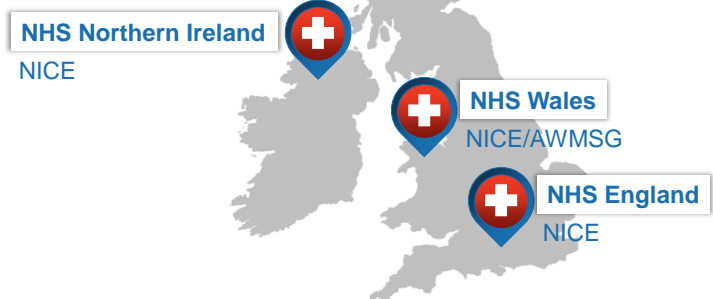 NHS Northern Ireland
NICE
NHS Wales
NICE/AWMSG
NHS England
NICE